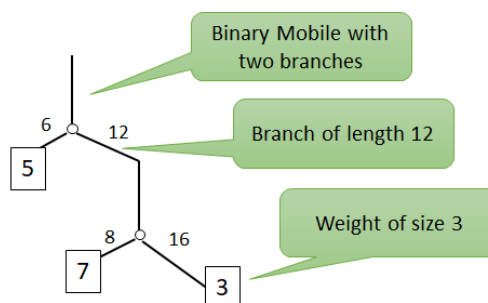 Binary Mobile with
two branches
6
12
Branch of length 12
5
8
16
Weight of size 3
7
3